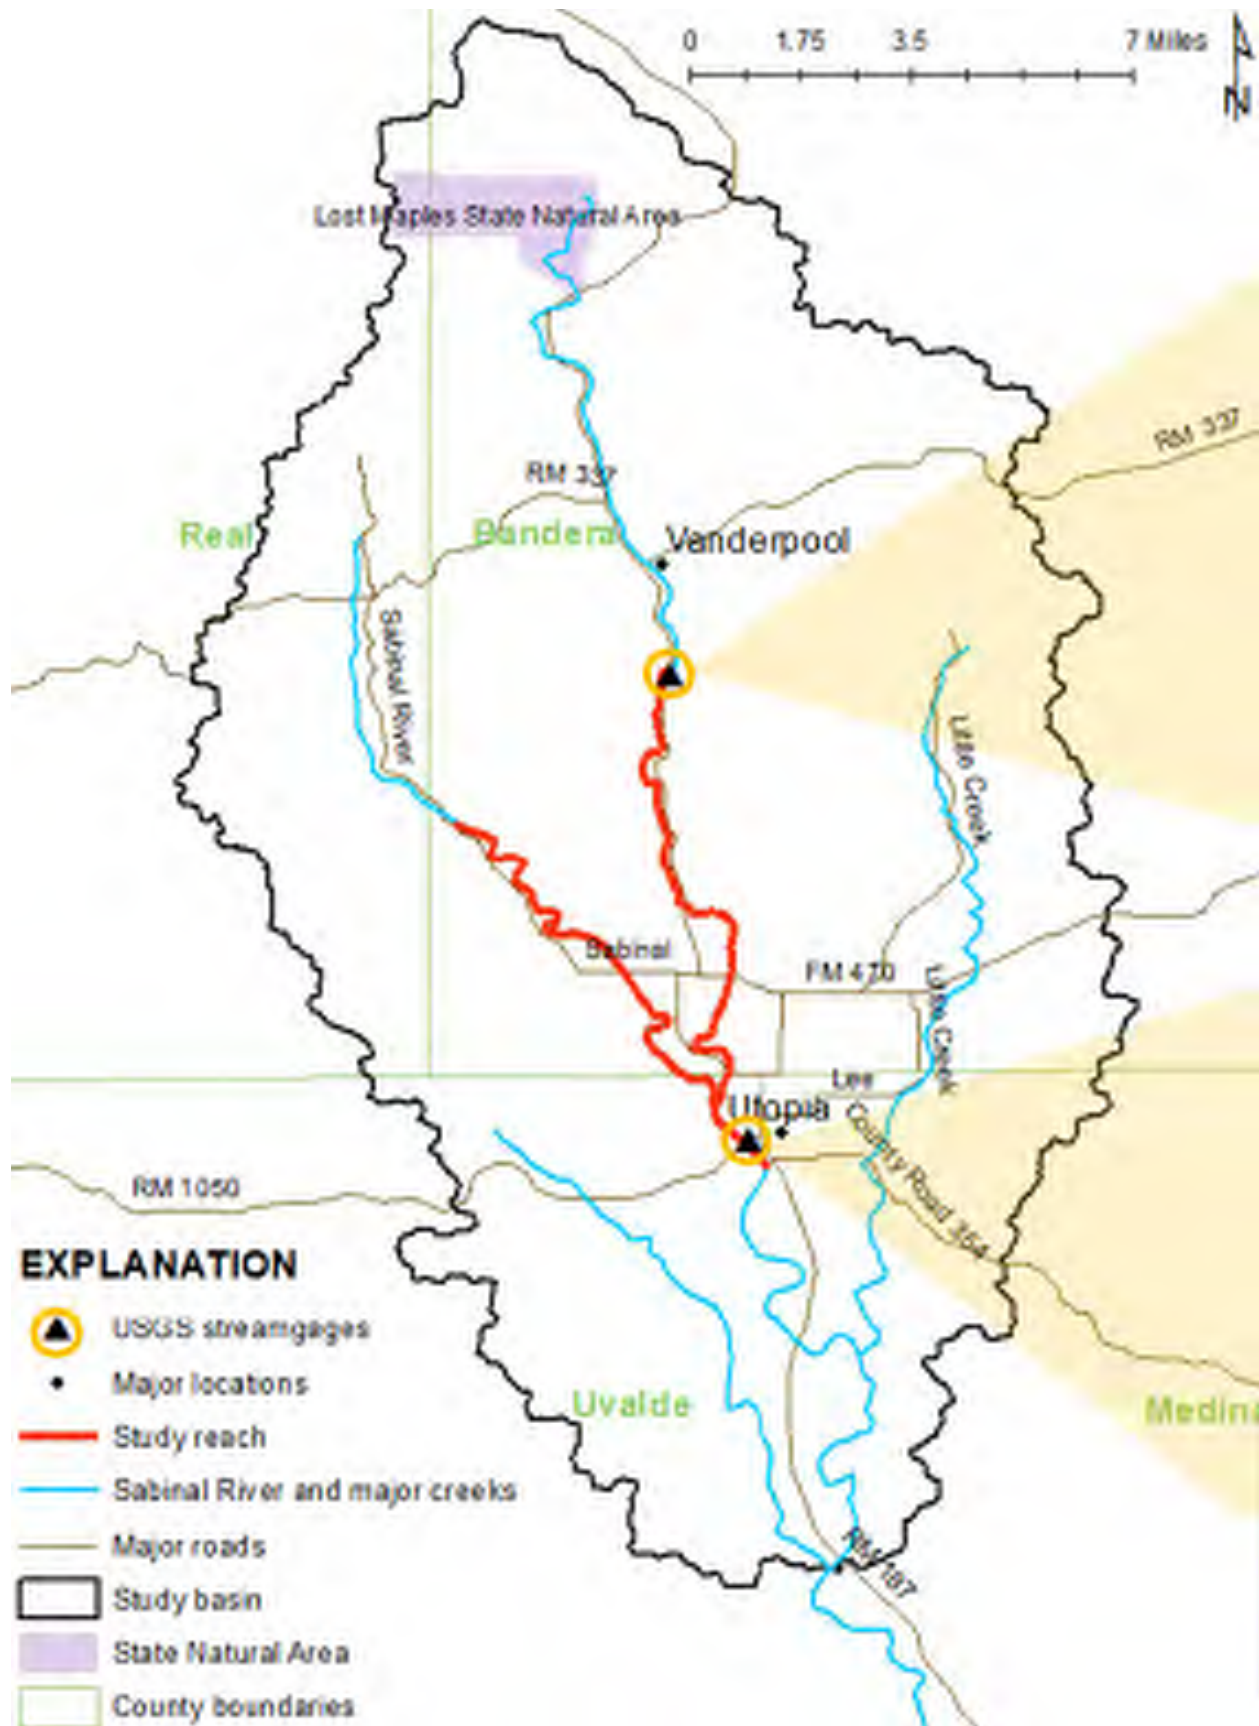 0 1.75 3.5 7 Miles
N
Lost Maples State Natural Area
RM 337
RM 337
Real
Bandera
Vanderpool
Sabinal River
Little Creek
Sabinal
FM 470
Little Creek
Lee
Utopia
County Road 354
RM 1050
EXPLANATION
USGS streamgages
Major locations
Uvalde
Medina
Study reach
Sabinal River and major creeks
Major roads
RM 187
Study basin
State Natural Area
County boundaries